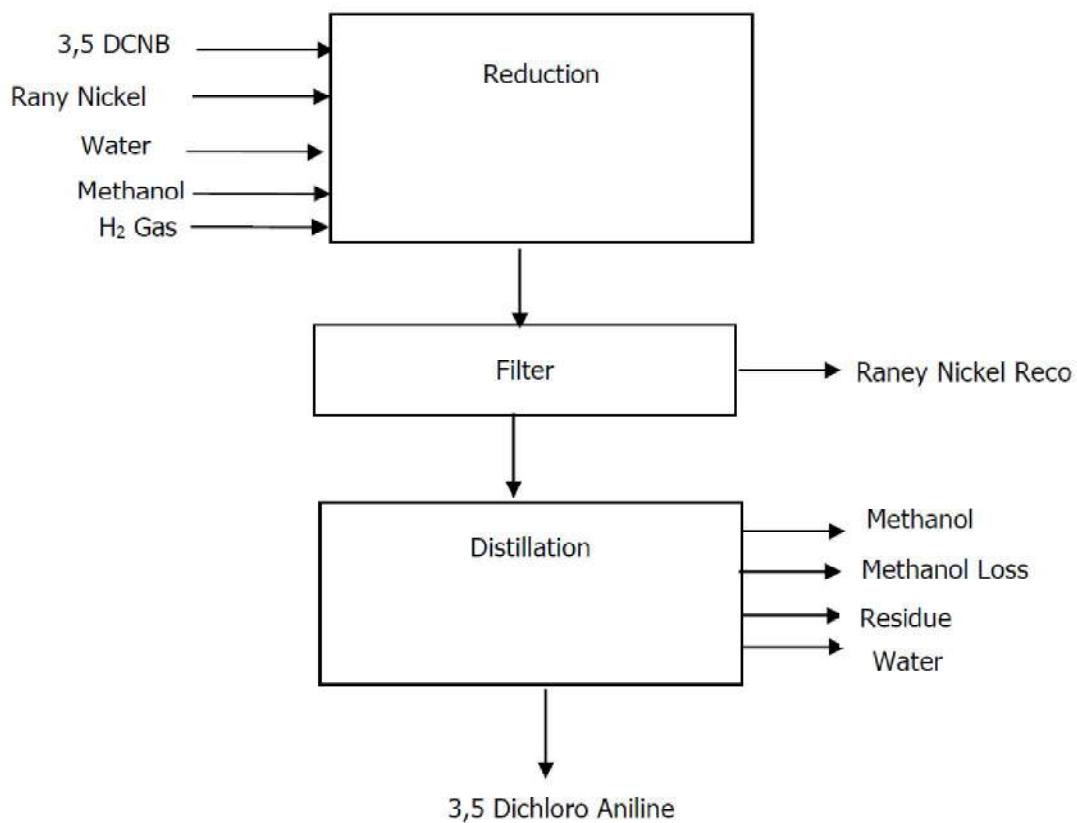 3,5 DCNB
Rany Nickel
Water
Methanol
H₂ Gas
Reduction
Filter
Raney Nickel Reco
Distillation
Methanol
Methanol Loss
Residue
Water
3,5 Dichloro Aniline